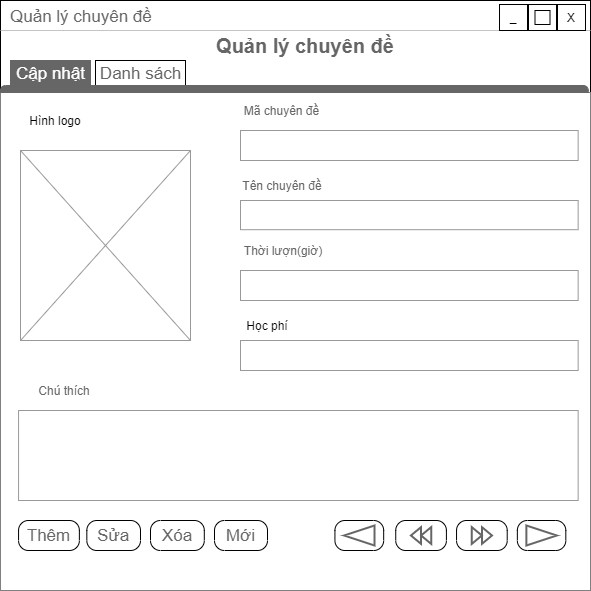 Quản lý chuyên đề
_ X
Quản lý chuyên đề
Cập nhật Danh sách
Mã chuyên đề
Hình logo
Tên chuyên đề
Thời lượn(giờ)
Học phí
Chú thích
Thêm Sửa Xóa Mới